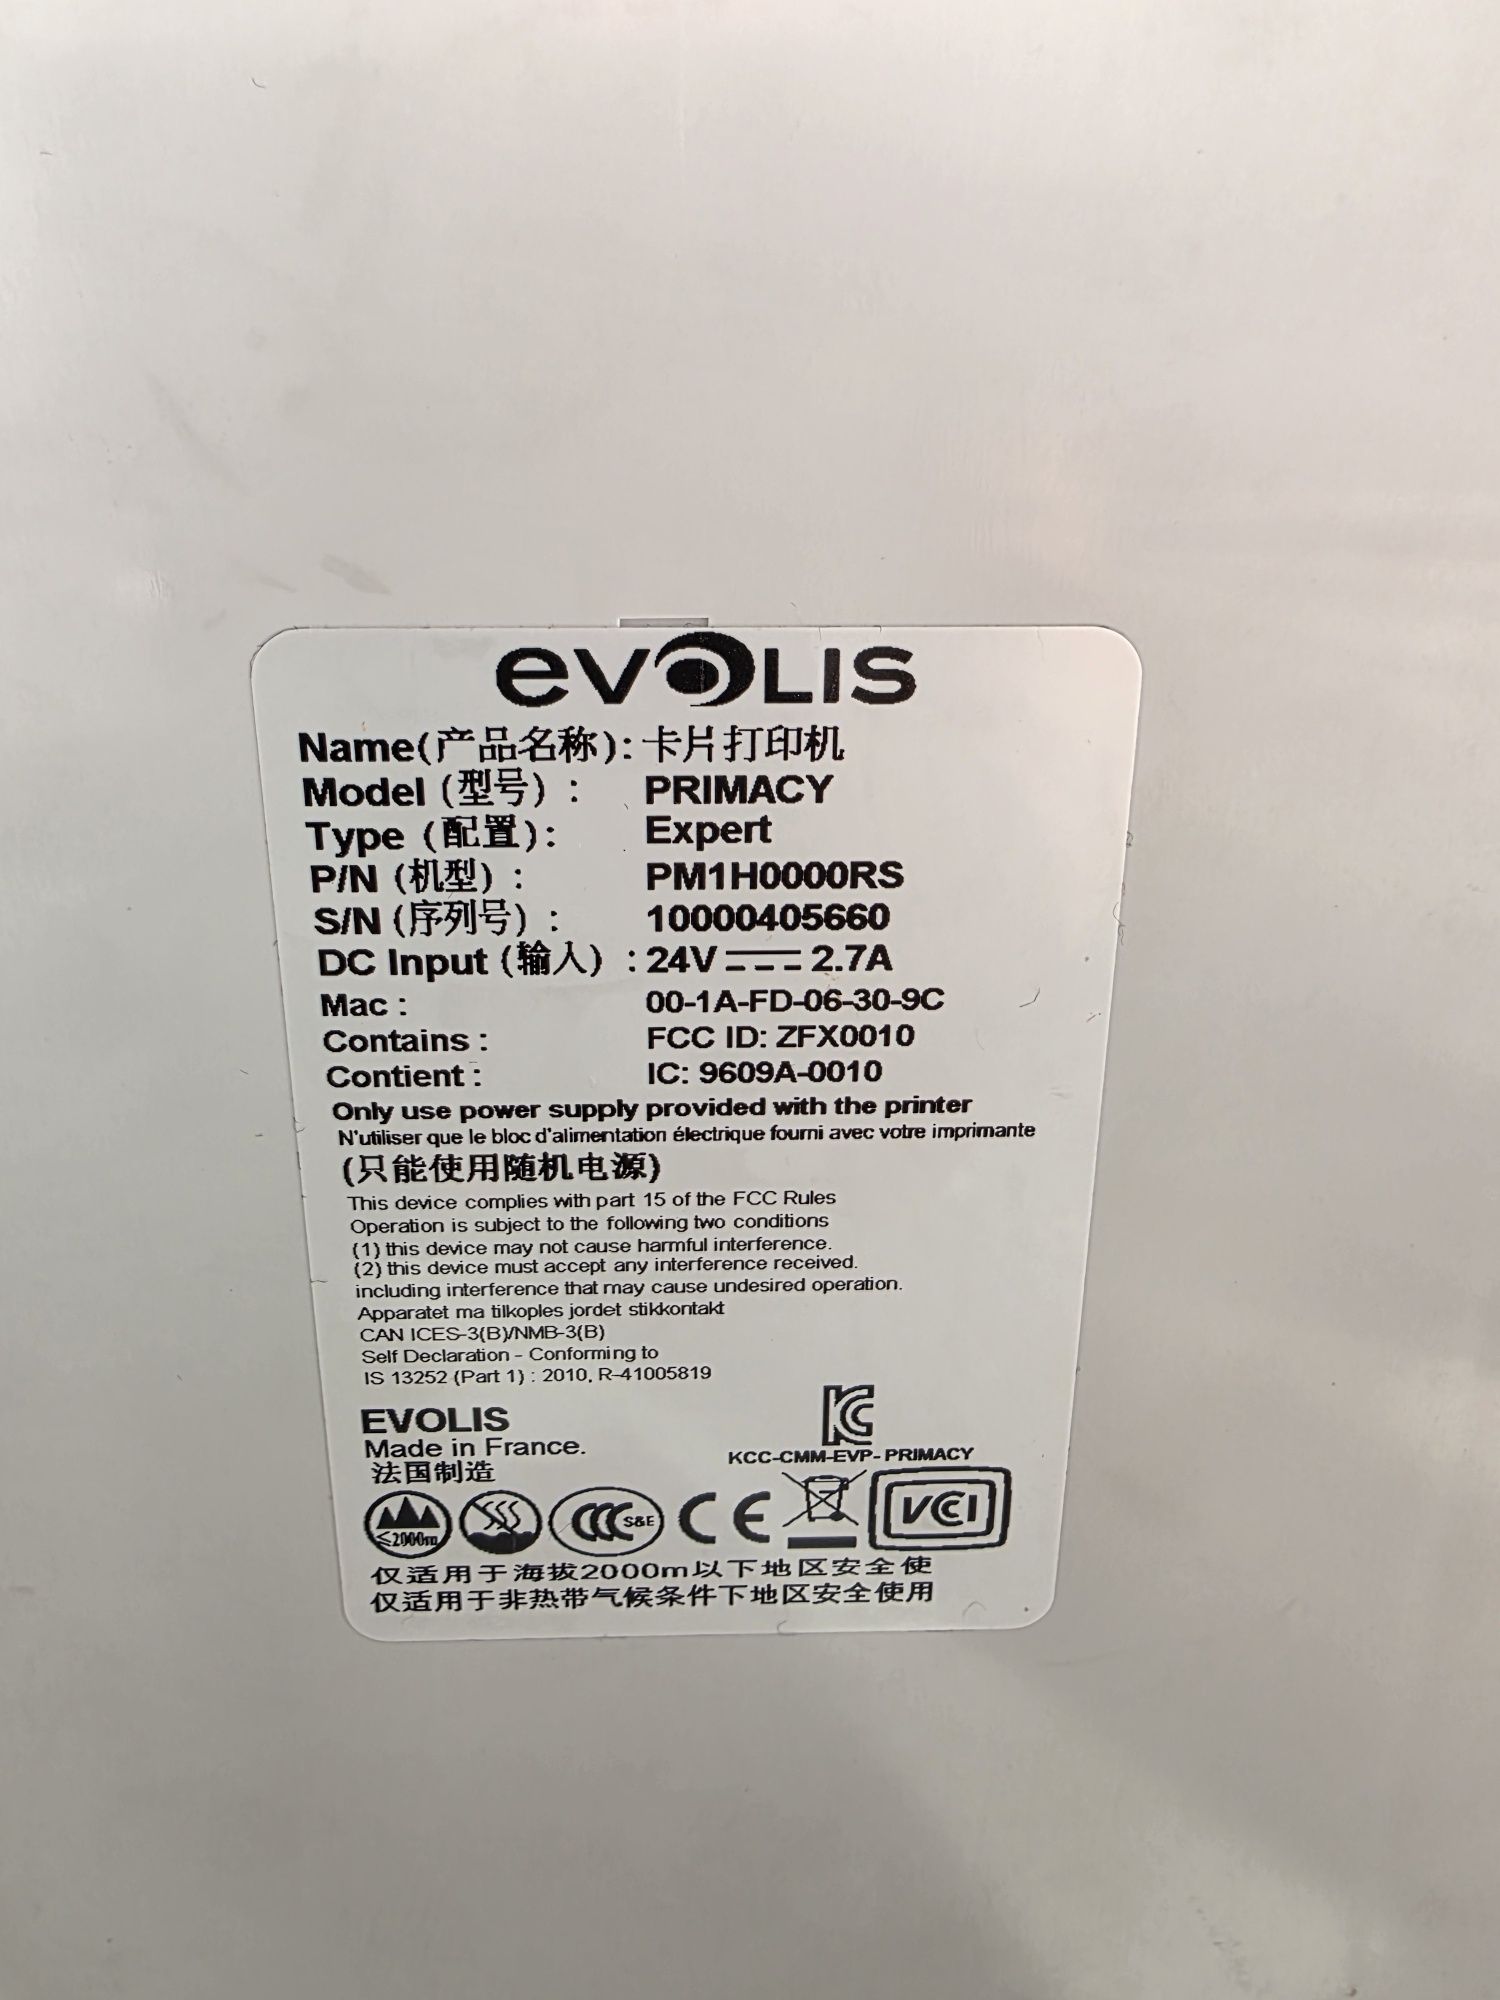 evOLIS
Name(产品名称): 卡片打印机
Model (型号) : PRIMACY
Type (配置): Expert
P/N (机型) : PM1H0000RS
S/N (序列号) : 10000405660
DC Input (输入) : 24V 2.7A
Mac : 00-1A-FD-06-30-9C
Contains : FCC ID: ZFX0010
Contient : IC: 9609A-0010
Only use power supply provided with the printer
N'utiliser que le bloc d'alimentation électrique fourni avec votre imprimante
(只能使用随机电源)
This device complies with part 15 of the FCC Rules
Operation is subject to the following two conditions
(1) this device may not cause harmful interference.
(2) this device must accept any interference received.
including interference that may cause undesired operation.
Apparatet ma tilkoples jordet stikkontakt
CAN ICES-3(B)/NMB-3(B)
Self Declaration - Conforming to
IS 13252 (Part 1) : 2010, R-41005819
EVOLIS
Made in France.
法国制造
KC
KCC-CMM-EVP-PRIMACY
≤2000m CCC S&E CE VCCI
仅适用于海拔2000m以下地区安全使
仅适用于非热带气候条件下地区安全使用